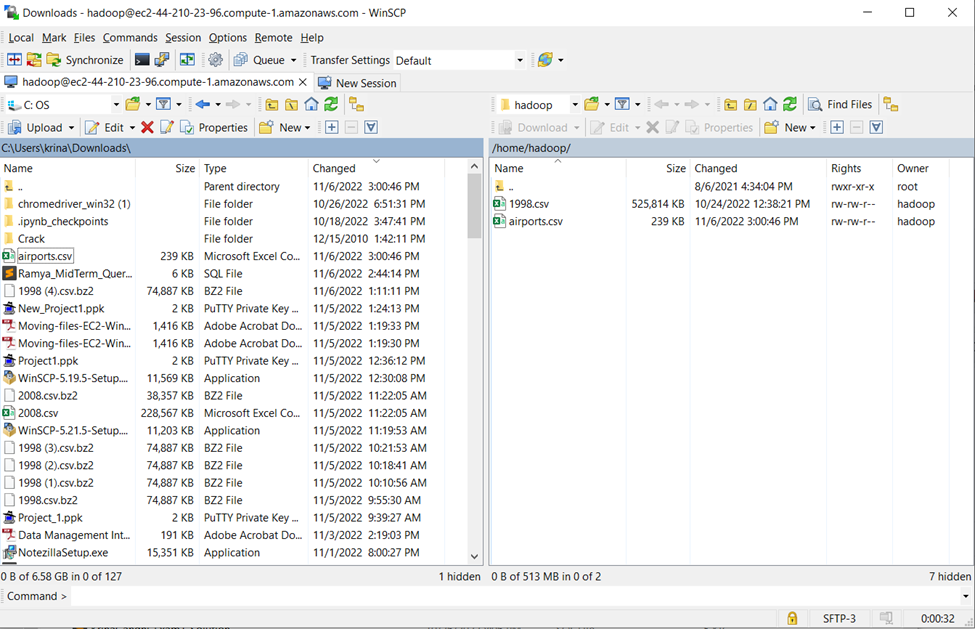 Downloads - hadoop@ec2-44-210-23-96.compute-1.amazonaws.com - WinSCP
Local Mark Files Commands Session Options Remote Help
Synchronize Queue Transfer Settings Default
hadoop@ec2-44-210-23-96.compute-1.amazonaws.com New Session
C: OS hadoop Find Files
Upload Edit Properties New Download Edit Properties New
C:\Users\krina\Downloads\ /home/hadoop/
Name Size Type Changed Name Size Changed Rights Owner
.. Parent directory 11/6/2022 3:00:46 PM .. 8/6/2021 4:34:04 PM rwxr-xr-x root
chromedriver_win32 (1) File folder 10/26/2022 6:51:31 PM 1998.csv 525,814 KB 10/24/2022 12:38:21 PM rw-rw-r-- hadoop
.ipynb_checkpoints File folder 10/18/2022 3:47:41 PM airports.csv 239 KB 11/6/2022 3:00:46 PM rw-rw-r-- hadoop
Crack File folder 12/15/2010 1:42:11 PM
airports.csv 239 KB Microsoft Excel Co... 11/6/2022 3:00:46 PM
Ramya_MidTerm_Quer... 6 KB SQL File 11/6/2022 2:44:14 PM
1998 (4).csv.bz2 74,887 KB BZ2 File 11/6/2022 1:11:11 PM
New_Project1.ppk 2 KB PuTTY Private Key ... 11/5/2022 1:24:13 PM
Moving-files-EC2-Win... 1,416 KB Adobe Acrobat Do... 11/5/2022 1:19:33 PM
Moving-files-EC2-Win... 1,416 KB Adobe Acrobat Do... 11/5/2022 1:19:30 PM
Project1.ppk 2 KB PuTTY Private Key ... 11/5/2022 12:36:12 PM
WinSCP-5.19.5-Setup.... 11,569 KB Application 11/5/2022 12:30:08 PM
2008.csv.bz2 38,357 KB BZ2 File 11/5/2022 11:22:05 AM
2008.csv 228,567 KB Microsoft Excel Co... 11/5/2022 11:22:05 AM
WinSCP-5.21.5-Setup.... 11,203 KB Application 11/5/2022 11:19:53 AM
1998 (3).csv.bz2 74,887 KB BZ2 File 11/5/2022 10:21:53 AM
1998 (2).csv.bz2 74,887 KB BZ2 File 11/5/2022 10:18:41 AM
1998 (1).csv.bz2 74,887 KB BZ2 File 11/5/2022 10:10:56 AM
1998.csv.bz2 74,887 KB BZ2 File 11/5/2022 9:55:30 AM
Project_1.ppk 2 KB PuTTY Private Key ... 11/5/2022 9:39:27 AM
Data Management Int... 191 KB Adobe Acrobat Do... 11/3/2022 2:19:03 PM
NotezillaSetup.exe 15,351 KB Application 11/1/2022 8:00:27 PM
0 B of 6.58 GB in 0 of 127 1 hidden 0 B of 513 MB in 0 of 2 7 hidden
Command >
SFTP-3 0:00:32